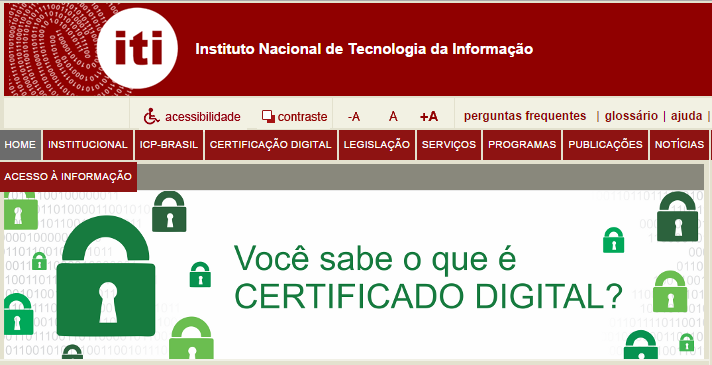 iti
Instituto Nacional de Tecnologia da Informação
acessibilidade contraste -A A +A perguntas frequentes | glossário | ajuda |
HOME INSTITUCIONAL ICP-BRASIL CERTIFICAÇÃO DIGITAL LEGISLAÇÃO SERVIÇOS PROGRAMAS PUBLICAÇÕES NOTÍCIAS
ACESSO À INFORMAÇÃO
Você sabe o que é
CERTIFICADO DIGITAL?